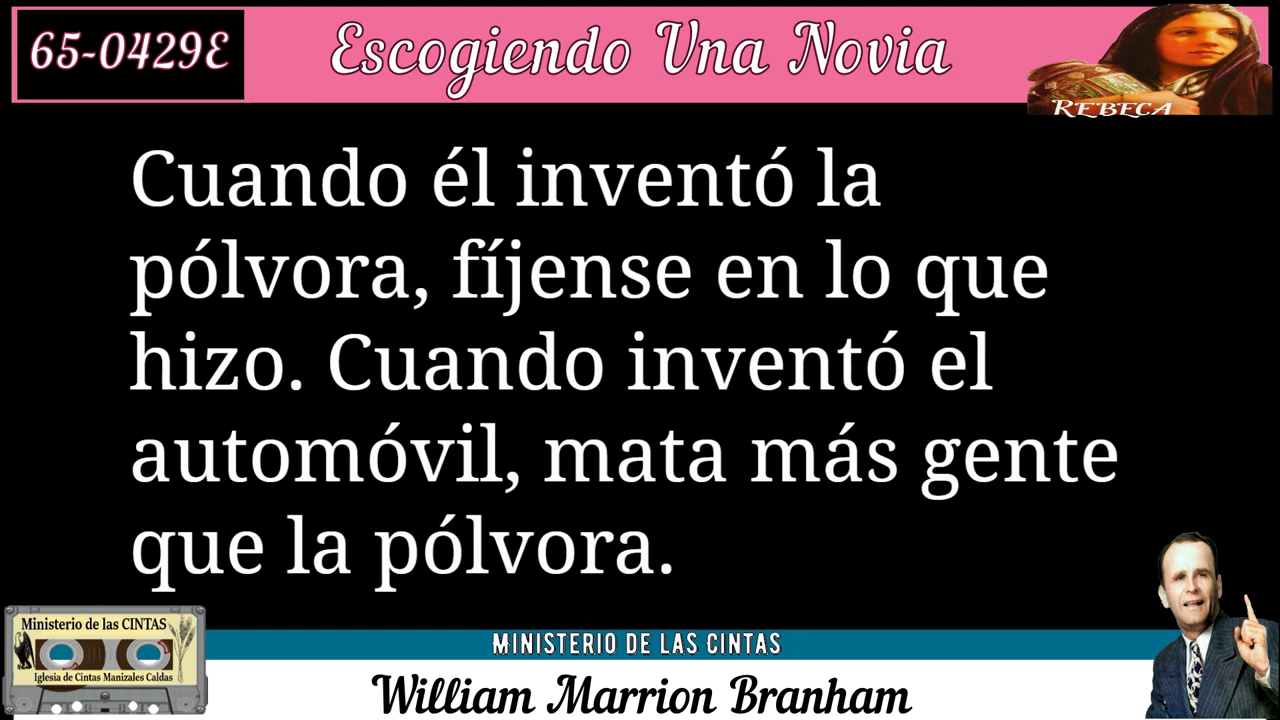 65-0429E
Escogiendo Una Novia
REBECA
Cuando él inventó la
pólvora, fíjense en lo que
hizo. Cuando inventó el
automóvil, mata más gente
que la pólvora.
Ministerio de las CINTAS
Iglesia de Cintas Manizales Caldas
MINISTERIO DE LAS CINTAS
William Marrion Branham